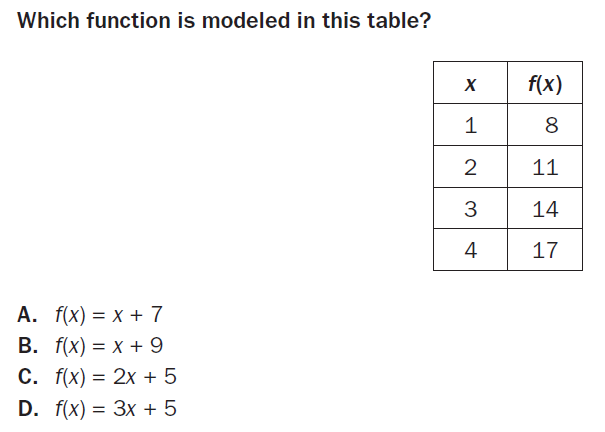 Which function is modeled in this table?
x f(x)
1 8
2 11
3 14
4 17
A. f(x) = x + 7
B. f(x) = x + 9
C. f(x) = 2x + 5
D. f(x) = 3x + 5